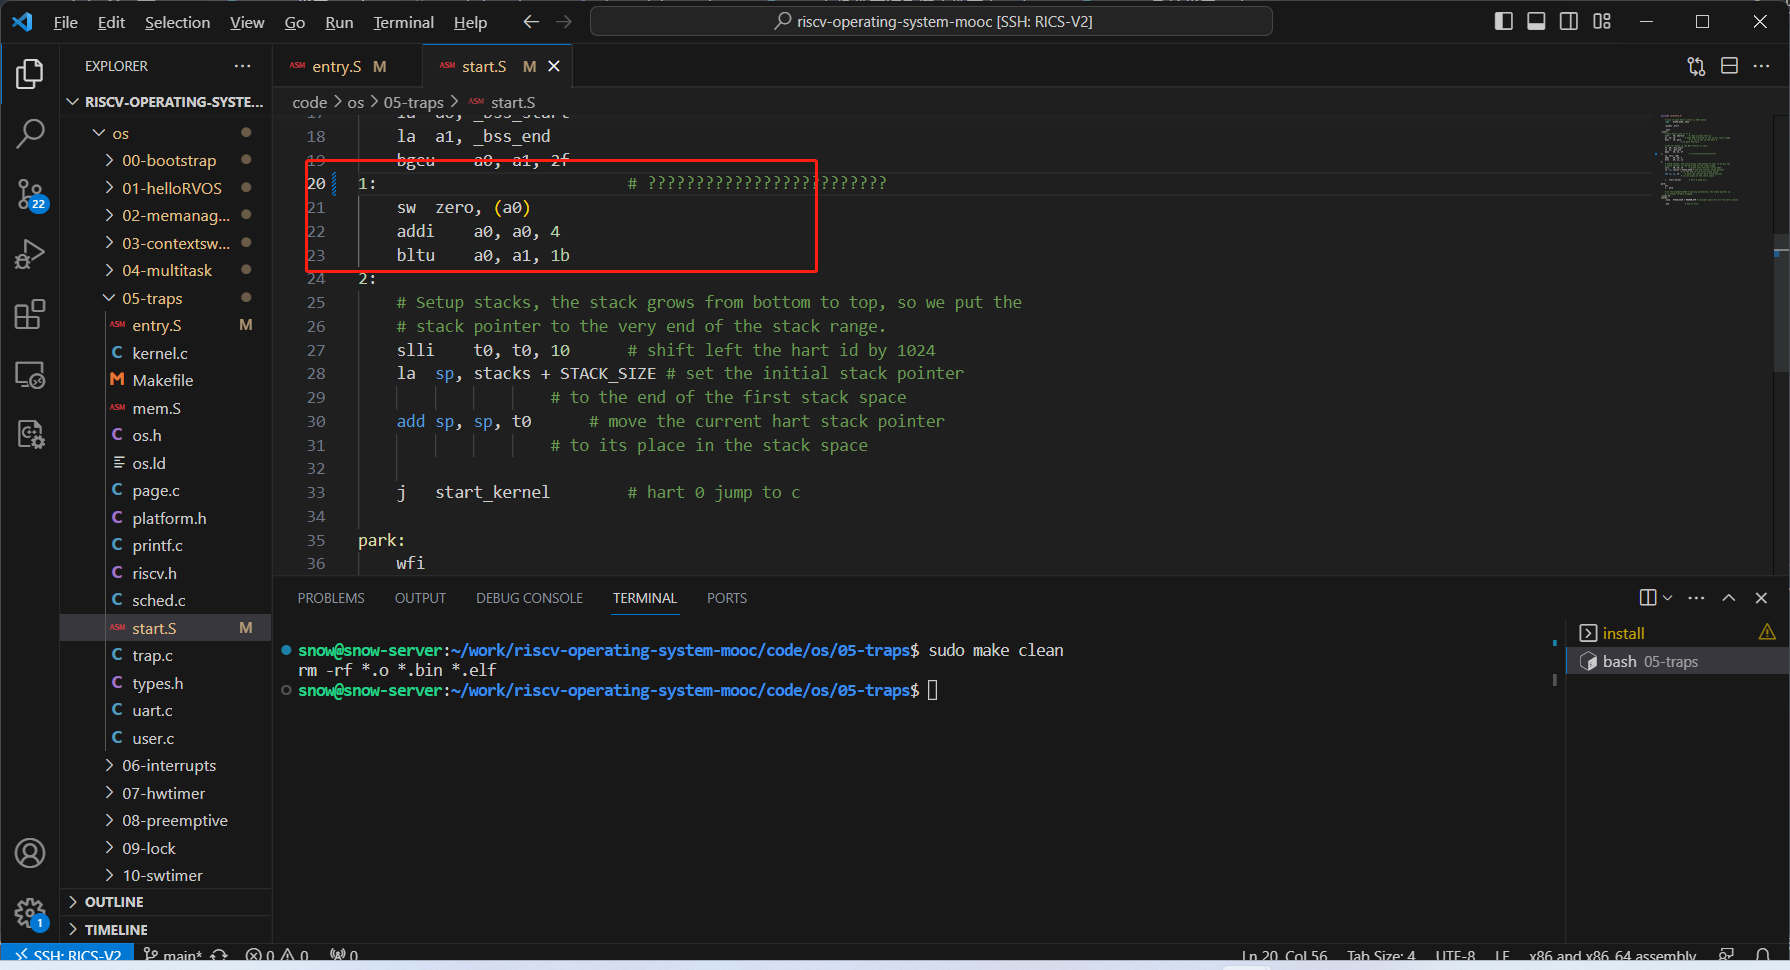 File Edit Selection View Go Run Terminal Help
riscv-operating-system-mooc [SSH: RICS-V2]
EXPLORER
RISCV-OPERATING-SYSTE...
os
00-bootstrap
01-helloRVOS
02-memanag...
03-contextsw...
04-multitask
05-traps
ASM entry.S M
C kernel.c
M Makefile
ASM mem.S
C os.h
os.ld
C page.c
C platform.h
C printf.c
C riscv.h
C sched.c
ASM start.S M
C trap.c
C types.h
C uart.c
C user.c
06-interrupts
07-hwtimer
08-preemptive
09-lock
10-swtimer
OUTLINE
TIMELINE
22
1
ASM entry.S M ASM start.S M
code > os > 05-traps > ASM start.S
17 la a0, _bss_start
18 la a1, _bss_end
19 bgeu a0, a1, 2f
20 1: # ?????????????????????????
21 sw zero, (a0)
22 addi a0, a0, 4
23 bltu a0, a1, 1b
24 2:
25 # Setup stacks, the stack grows from bottom to top, so we put the
26 # stack pointer to the very end of the stack range.
27 slli t0, t0, 10 # shift left the hart id by 1024
28 la sp, stacks + STACK_SIZE # set the initial stack pointer
29 # to the end of the first stack space
30 add sp, sp, t0 # move the current hart stack pointer
31 # to its place in the stack space
32
33 j start_kernel # hart 0 jump to c
34
35 park:
36 wfi
PROBLEMS OUTPUT DEBUG CONSOLE TERMINAL PORTS
snow@snow-server:~/work/riscv-operating-system-mooc/code/os/05-traps$ sudo make clean
rm -rf *.o *.bin *.elf
snow@snow-server:~/work/riscv-operating-system-mooc/code/os/05-traps$
install
bash 05-traps
SSH: RICS-V2 main* 0 0 0 Ln 20, Col 56 Tab Size: 4 UTF-8 LF x86 and x86_64 assembly